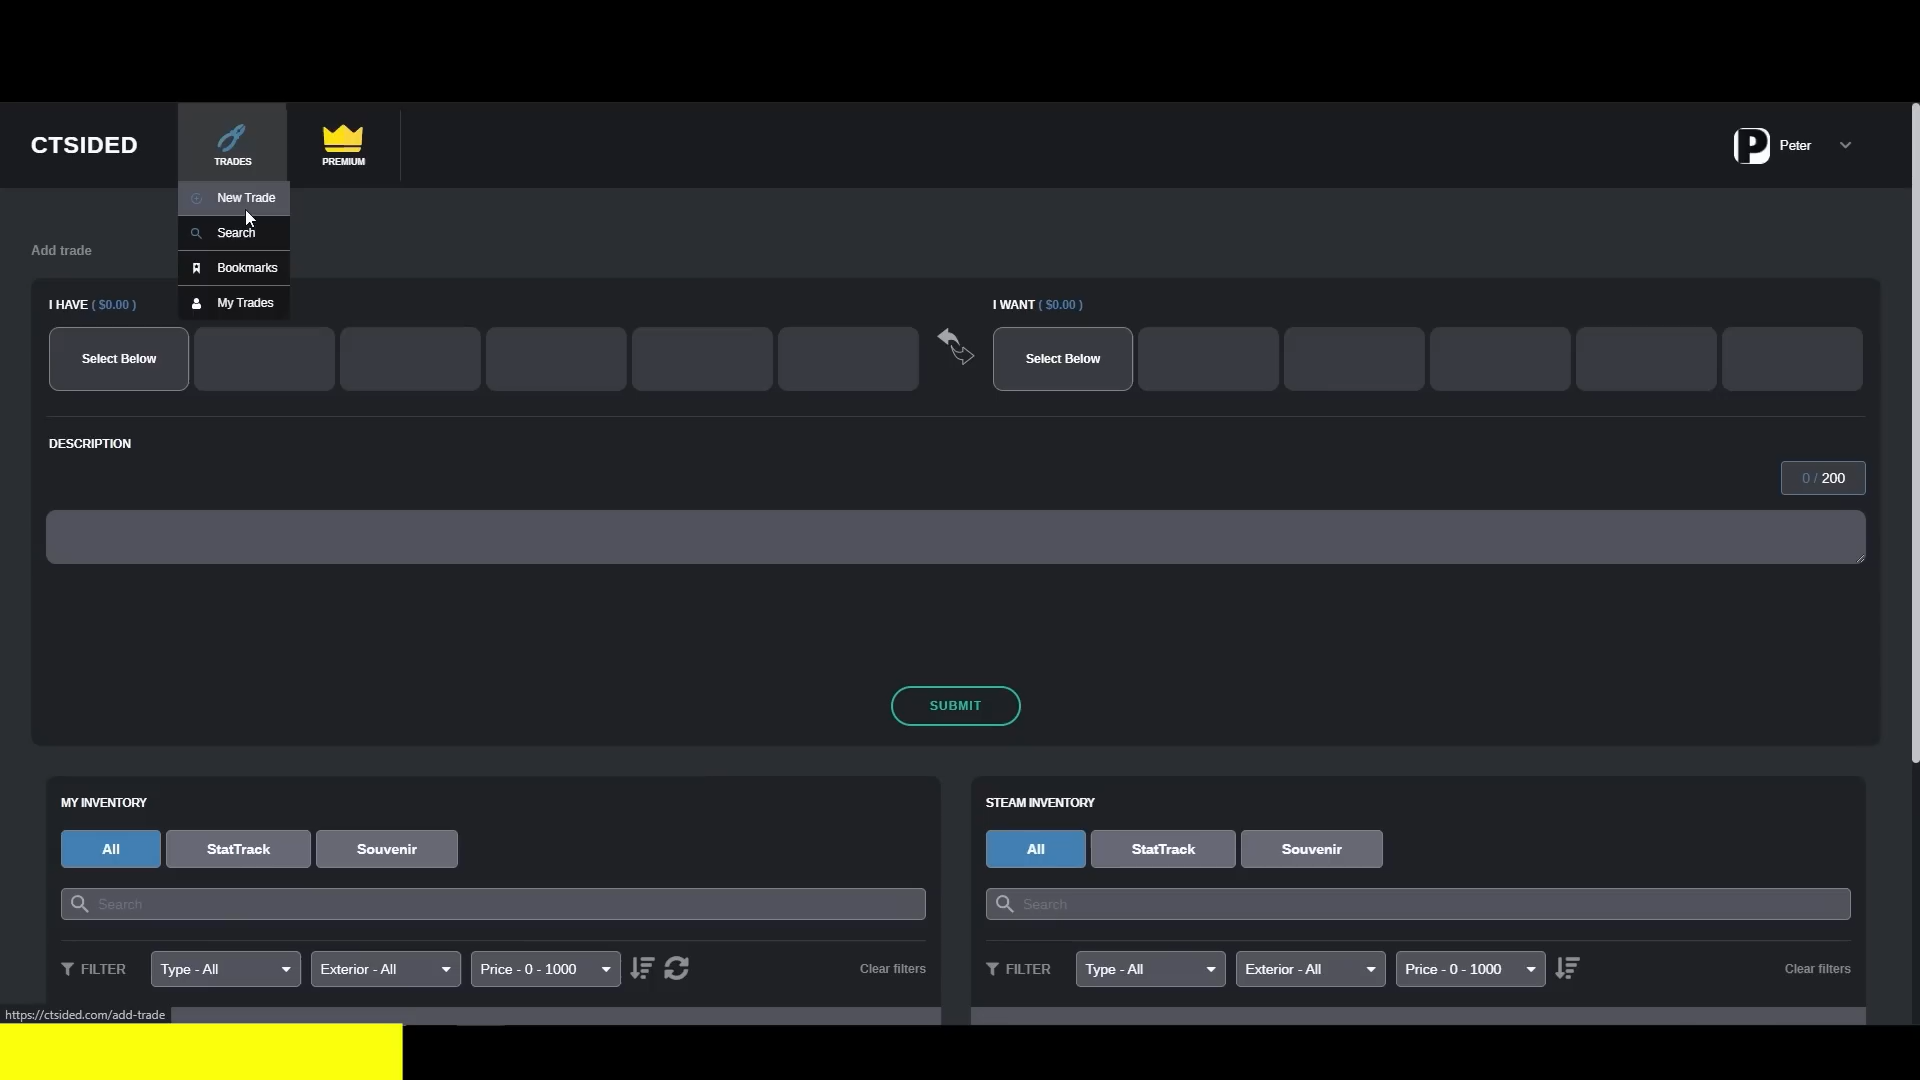 CTSIDED
TRADES
PREMIUM
Peter
New Trade
Search
Bookmarks
My Trades
Add trade
I HAVE ( $0.00 )
I WANT ( $0.00 )
Select Below
Select Below
DESCRIPTION
0 / 200
SUBMIT
MY INVENTORY
All StatTrack Souvenir
Search
FILTER Type - All Exterior - All Price - 0 - 1000 Clear filters
STEAM INVENTORY
All StatTrack Souvenir
Search
FILTER Type - All Exterior - All Price - 0 - 1000 Clear filters
https://ctsided.com/add-trade